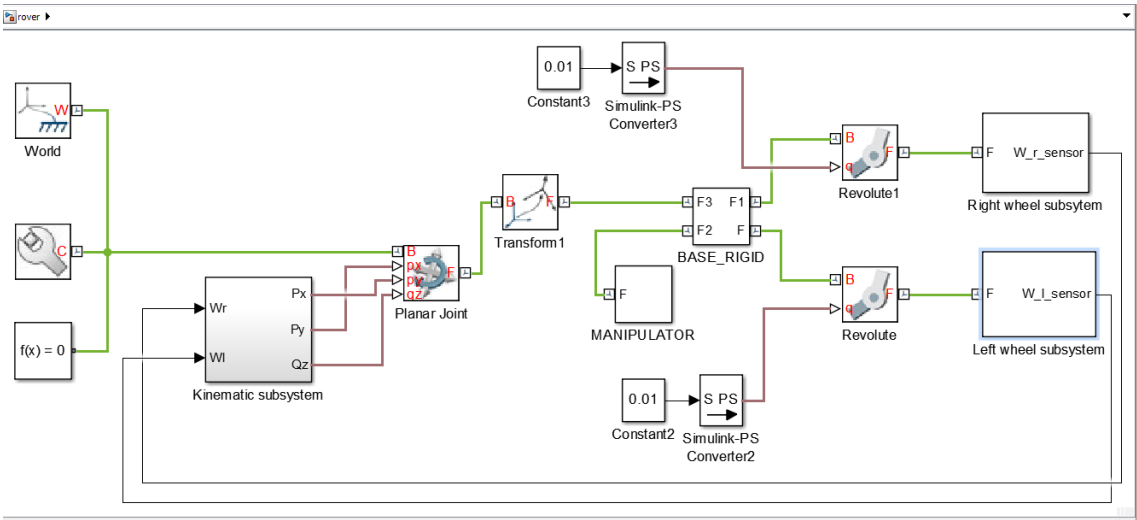 rover
0.01
Constant3
S PS
Simulink-PS
Converter3
W
World
B
q
F
Revolute1
F W_r_sensor
Right wheel subsytem
B F
Transform1
F3 F1
F2 F
BASE_RIGID
C
B
px
py
qz
F
Planar Joint
F
MANIPULATOR
B
q
F
Revolute
F W_l_sensor
Left wheel subsystem
f(x) = 0
Wr Px
Py
Wl Qz
Kinematic subsystem
0.01
Constant2
S PS
Simulink-PS
Converter2